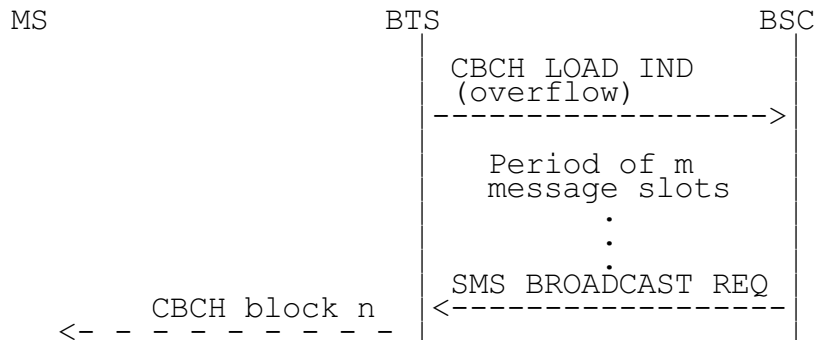 MS BTS BSC
CBCH LOAD IND
(overflow)
Period of m
message slots
.
.
.
SMS BROADCAST REQ
CBCH block n